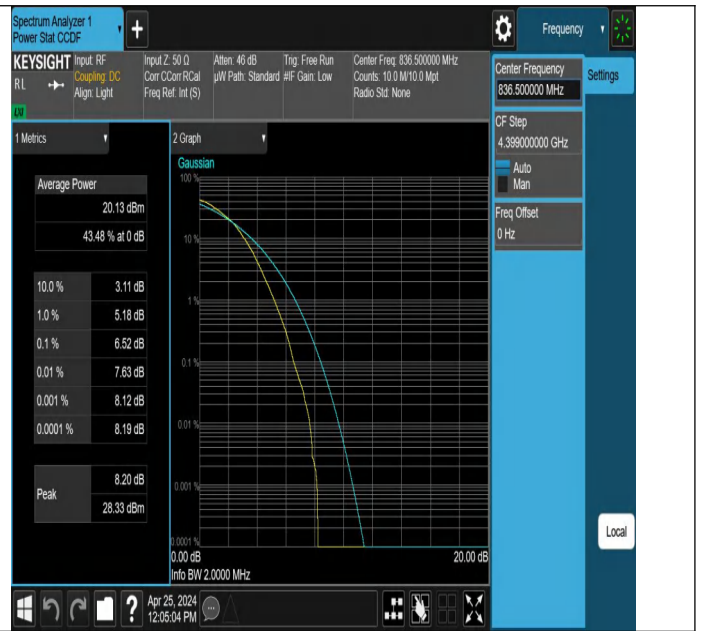 Spectrum Analyzer 1
Power Stat CCDF
Frequency
KEYSIGHT
R L
LXI
Input: RF
Coupling: DC
Align: Light
Input Z: 50 Ω
Corr CCorr RCal
Freq Ref: Int (S)
Atten: 46 dB
µW Path: Standard
Trig: Free Run
#IF Gain: Low
Center Freq: 836.500000 MHz
Counts: 10.0 M/10.0 Mpt
Radio Std: None
Center Frequency
836.500000 MHz
Settings
CF Step
4.399000000 GHz
Auto
Man
Freq Offset
0 Hz
Local
1 Metrics
Average Power
20.13 dBm
43.48 % at 0 dB
10.0 % 3.11 dB
1.0 % 5.18 dB
0.1 % 6.52 dB
0.01 % 7.63 dB
0.001 % 8.12 dB
0.0001 % 8.19 dB
Peak
8.20 dB
28.33 dBm
2 Graph
Gaussian
100 %
10 %
1 %
0.1 %
0.01 %
0.001 %
0.0001 %
0.00 dB
20.00 dB
Info BW 2.0000 MHz
?
Apr 25, 2024
12:05:04 PM